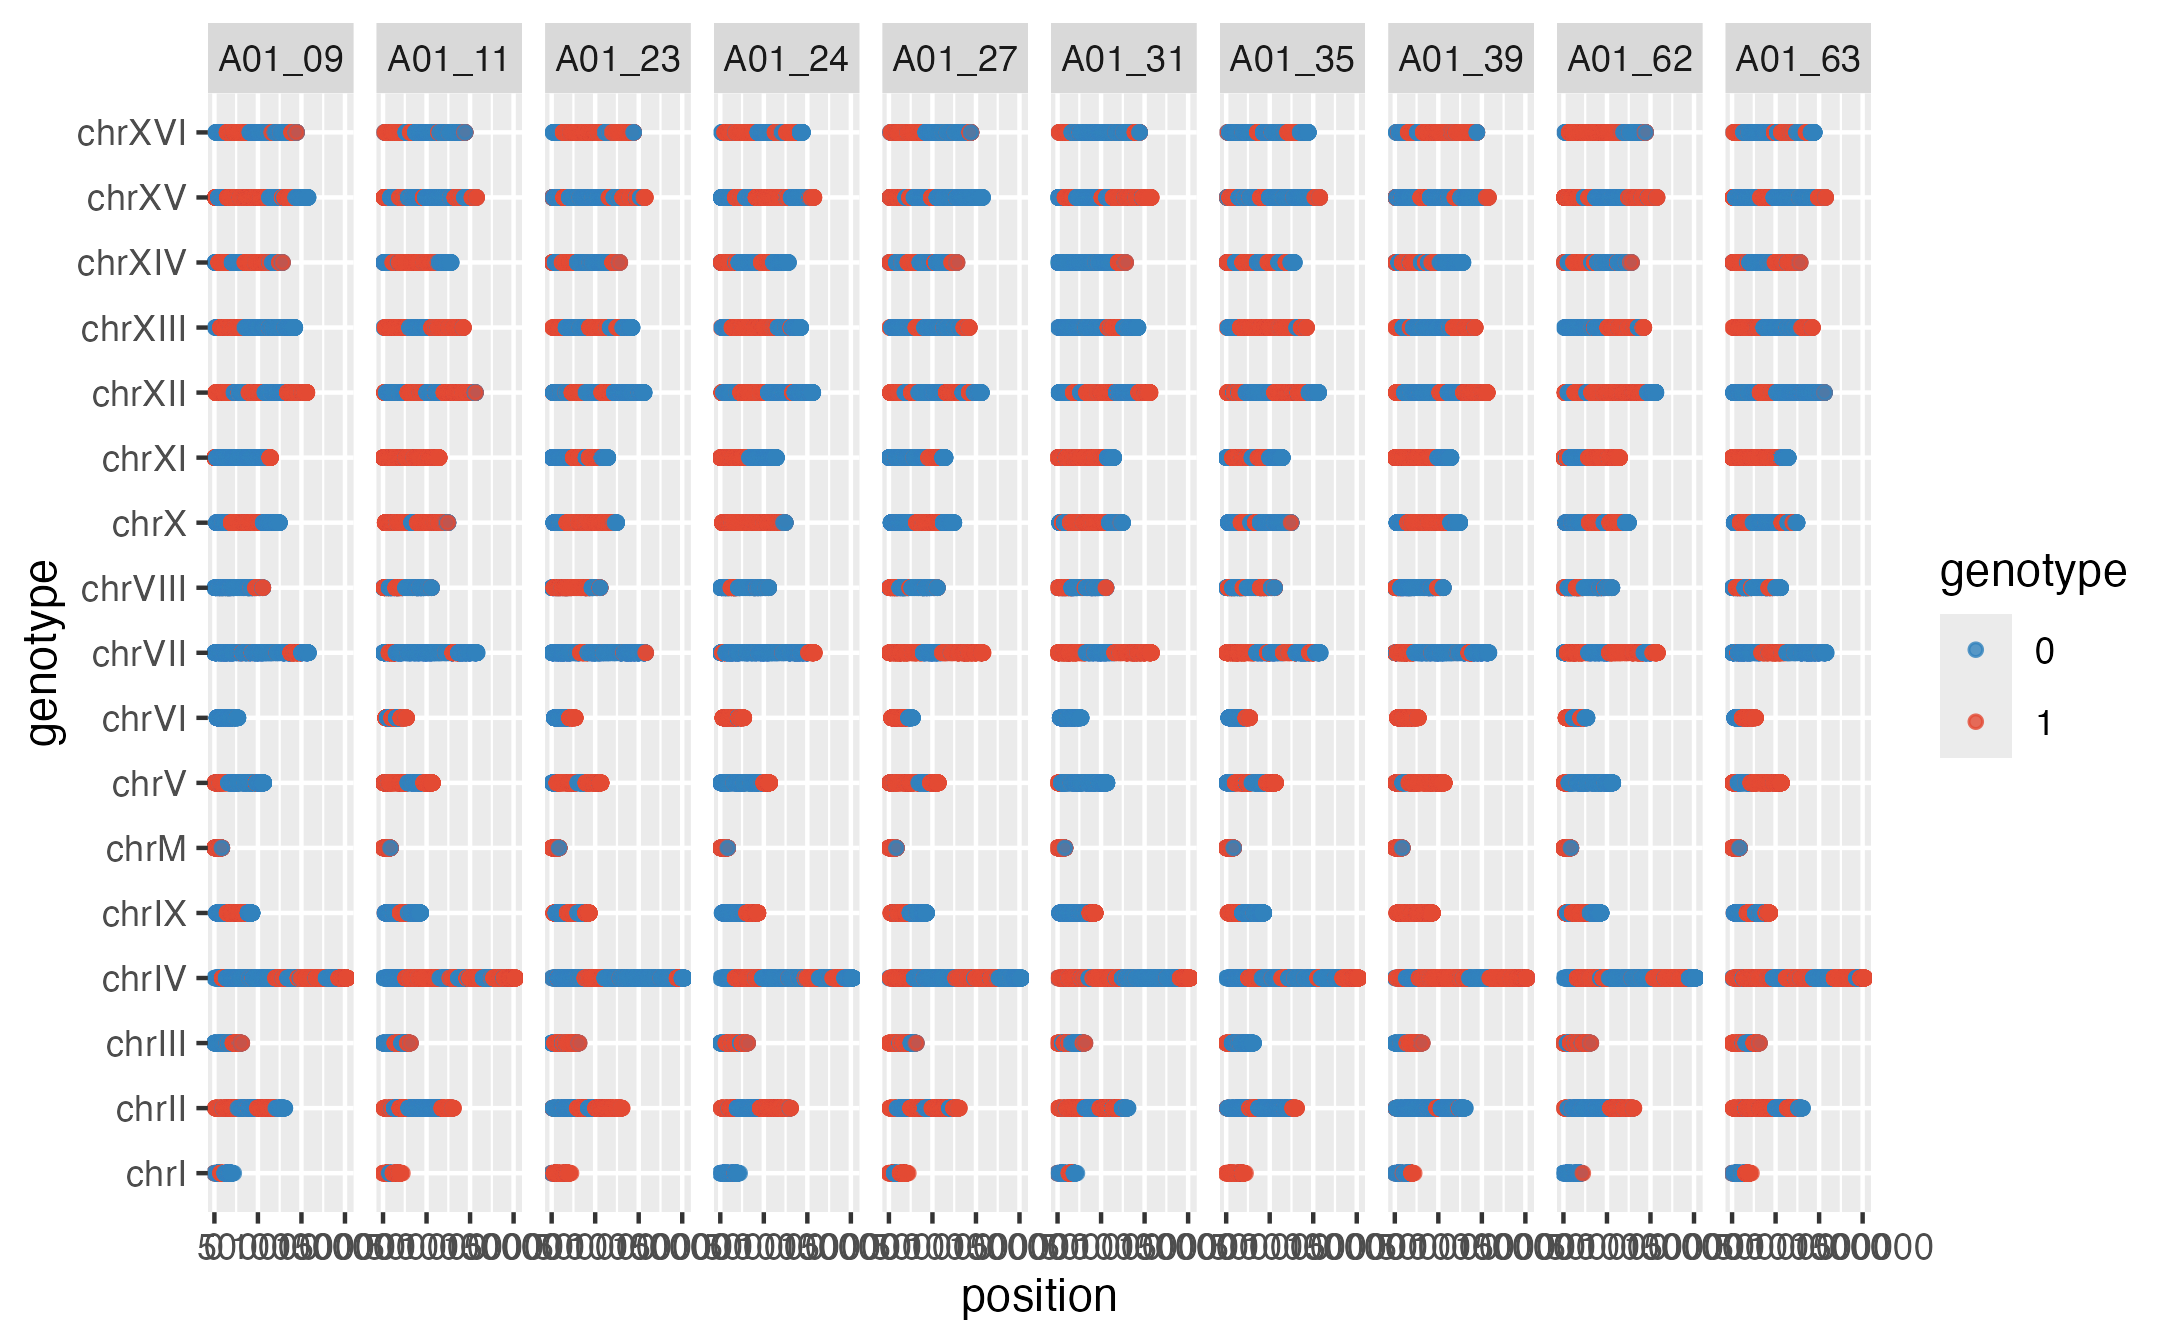 A01_09 A01_11 A01_23 A01_24 A01_27 A01_31 A01_35 A01_39 A01_62 A01_63
chrXVI
chrXV
chrXIV
chrXIII
chrXII
chrXI
chrX
chrVIII
chrVII
chrVI
chrV
chrM
chrIX
chrIV
chrIII
chrII
chrI
genotype
position
genotype
0
1